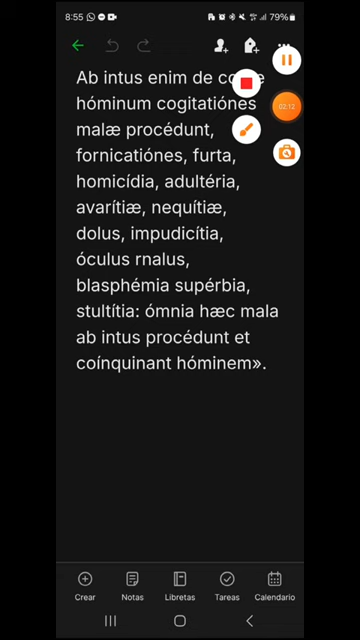 8:55 79%
02:12
Ab intus enim de
hóminum cogitatiónes
malæ procédunt,
fornicatiónes, furta,
homicídia, adultéria,
avarítiæ, nequítiæ,
dolus, impudicítia,
óculus rnalus,
blasphémia supérbia,
stultítia: ómnia hæc mala
ab intus procédunt et
coínquinant hóminem».
Crear Notas Libretas Tareas Calendario